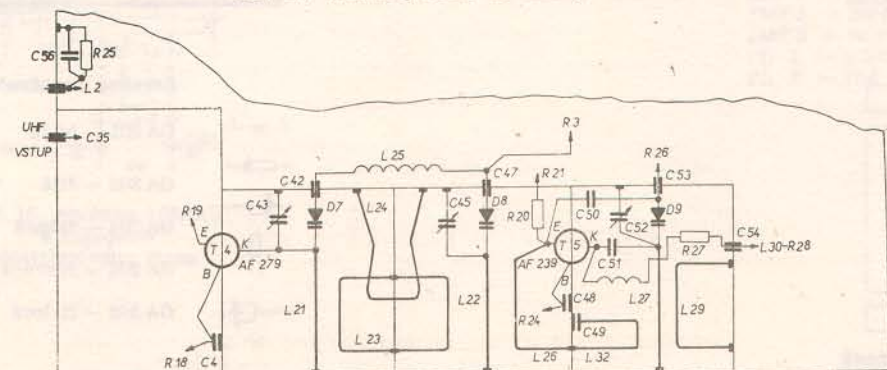 C56
R25
L2
UHF
VSTUP
C35
R3
L25
C42
C47
R21
R26
C53
R19
E
C43
D7
L24
C45
D8
R20
E
C50
C52
D9
C54
T4
K
AF 279
T5
K
AF 239
C51
R27
L30-R28
B
B
L27
L21
L22
C48
L29
R24
C49
L23
R18
C4
L26
L32